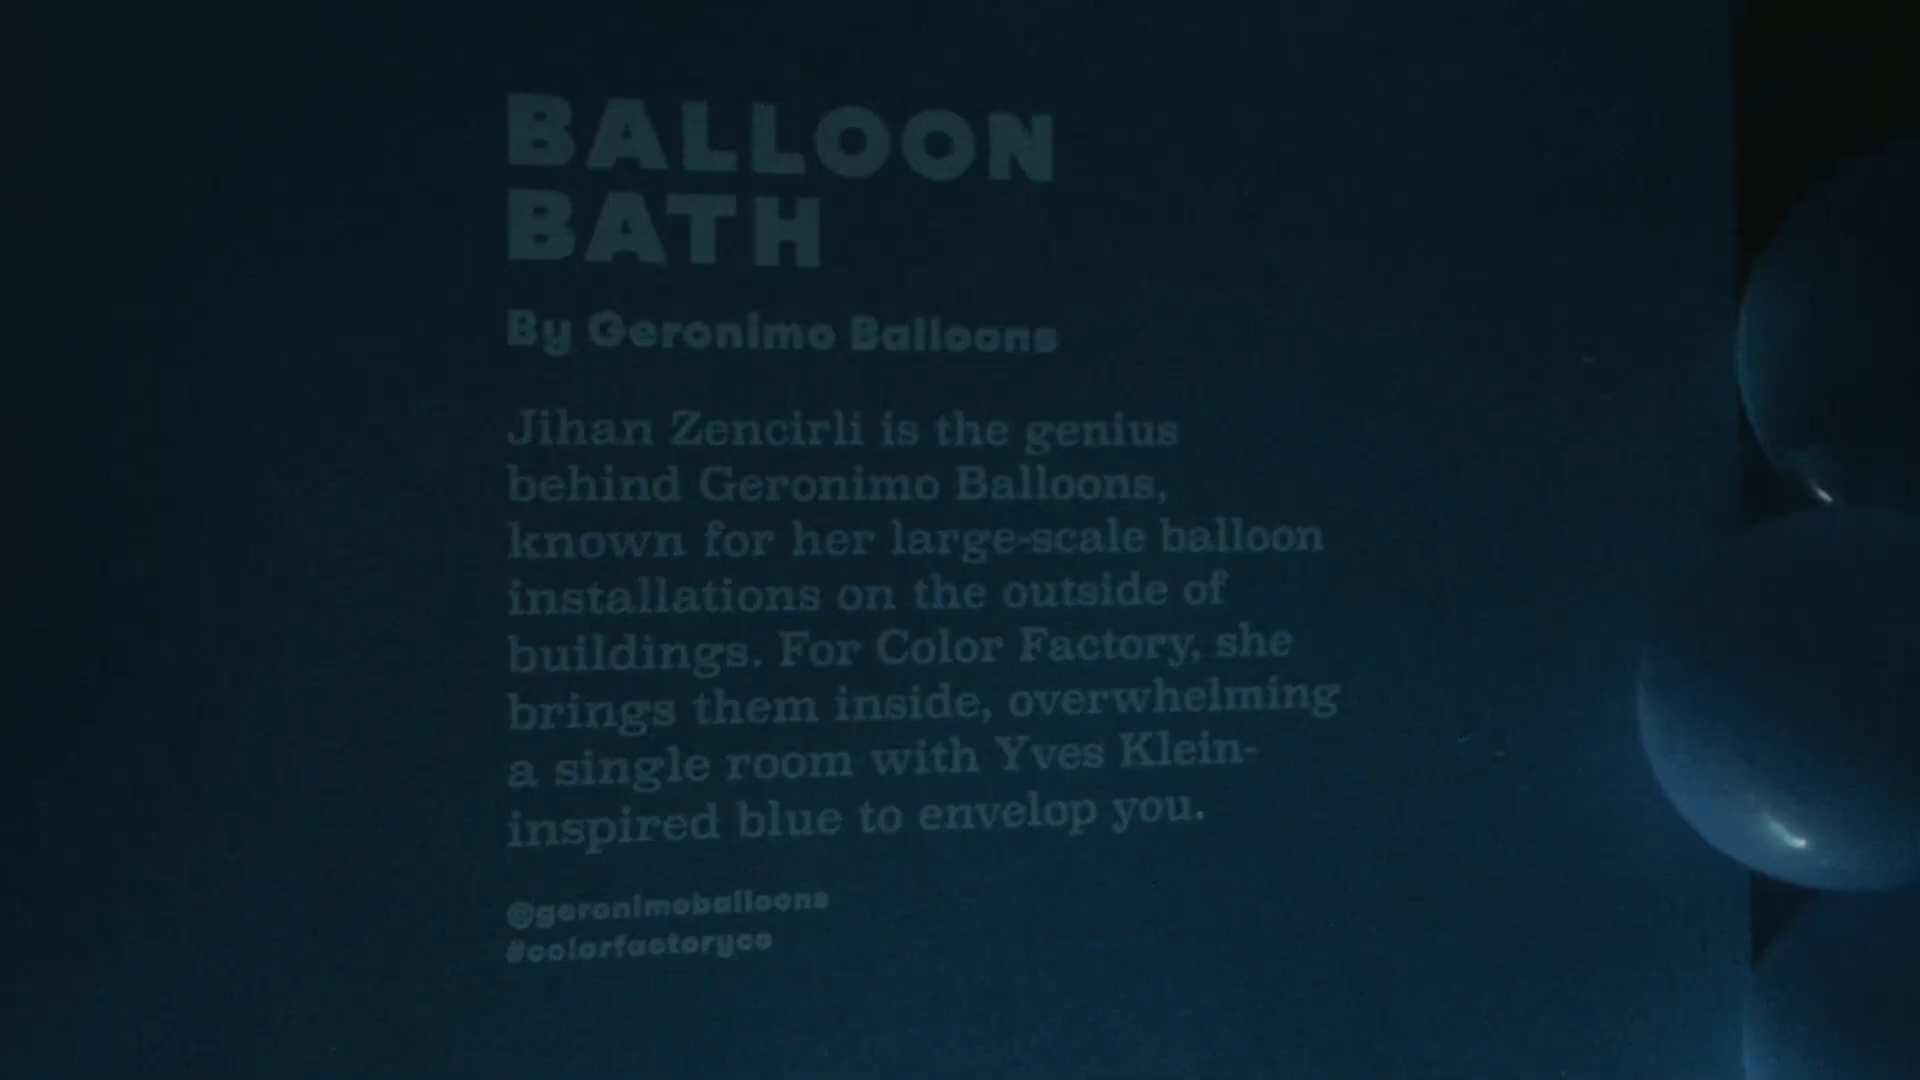 BALLOON
BATH
By Geronimo Balloons
Jihan Zencirli is the genius
behind Geronimo Balloons,
known for her large-scale balloon
installations on the outside of
buildings. For Color Factory, she
brings them inside, overwhelming
a single room with Yves Klein-
inspired blue to envelop you.
@geronimoballoons
#colorfactoryco